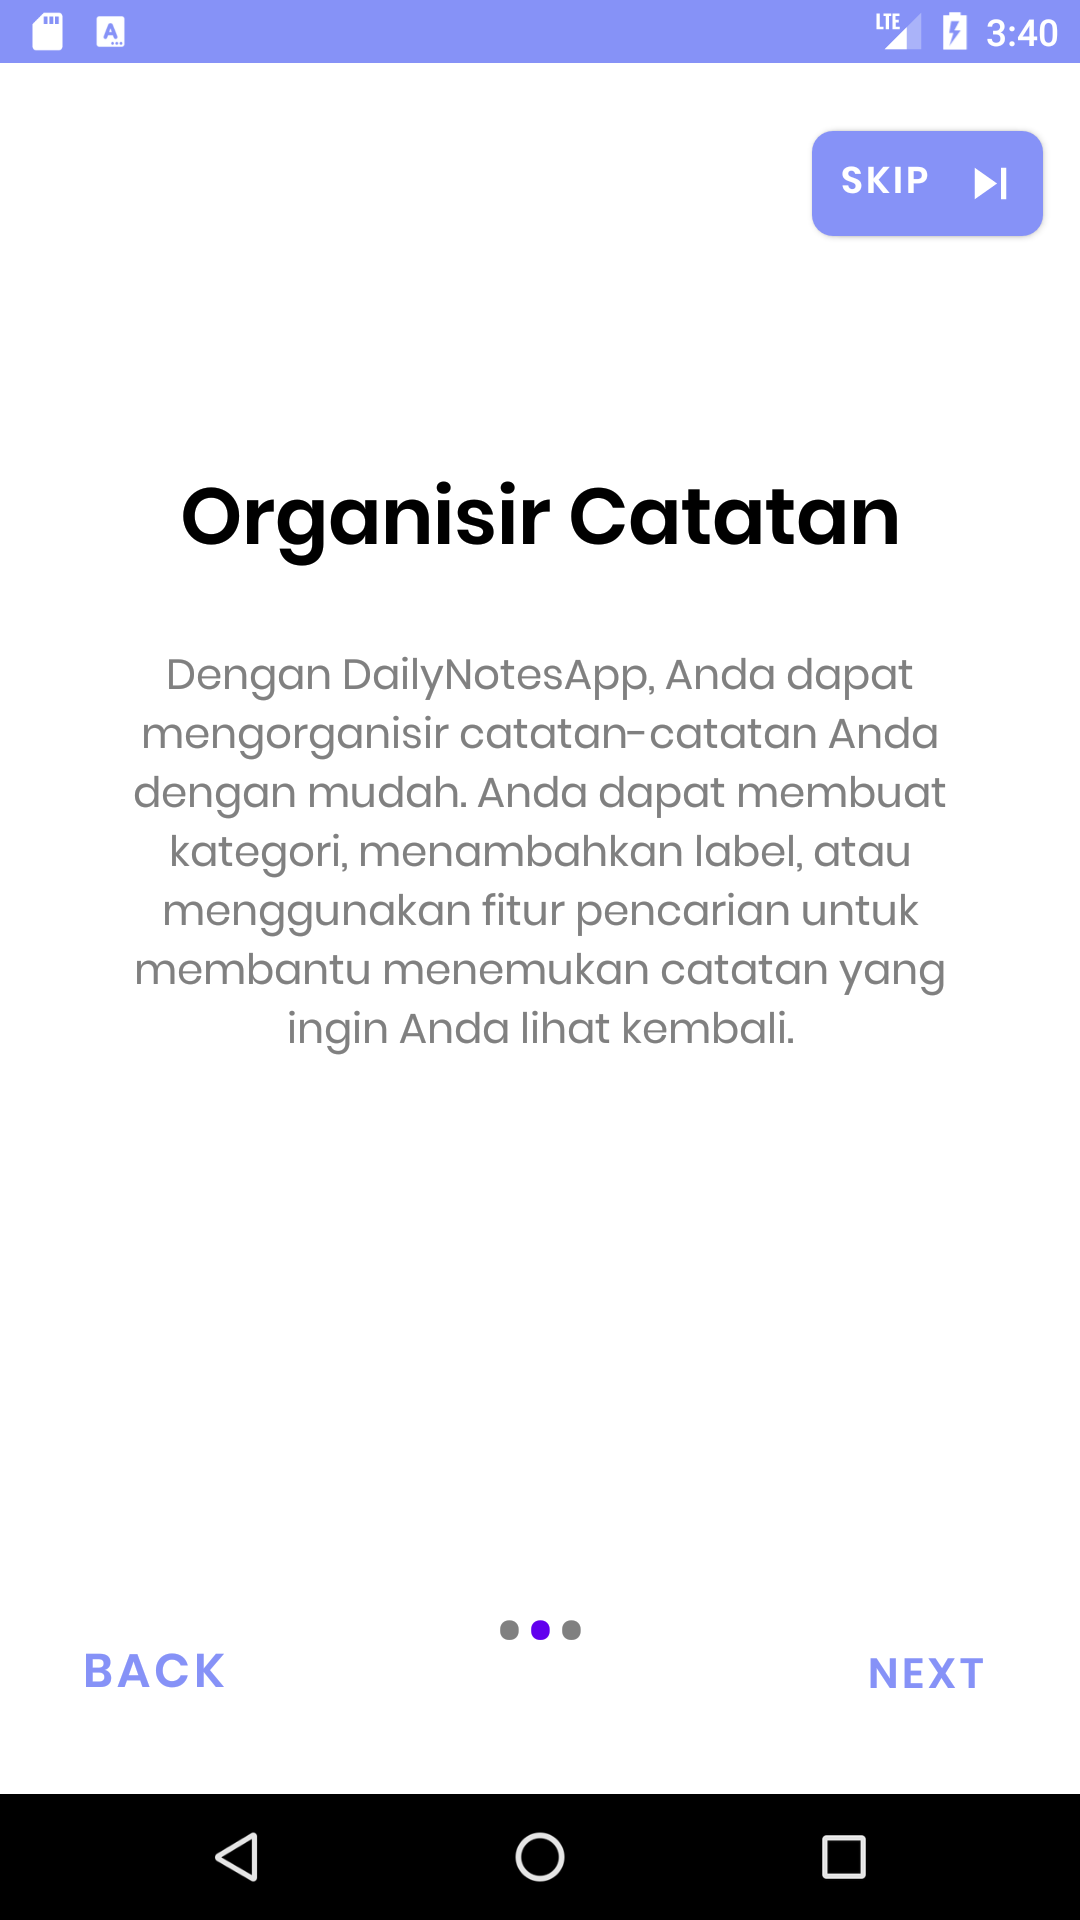 LTE
3:40
SKIP
Organisir Catatan
Dengan DailyNotesApp, Anda dapat
mengorganisir catatan-catatan Anda
dengan mudah. Anda dapat membuat
kategori, menambahkan label, atau
menggunakan fitur pencarian untuk
membantu menemukan catatan yang
ingin Anda lihat kembali.
BACK
NEXT